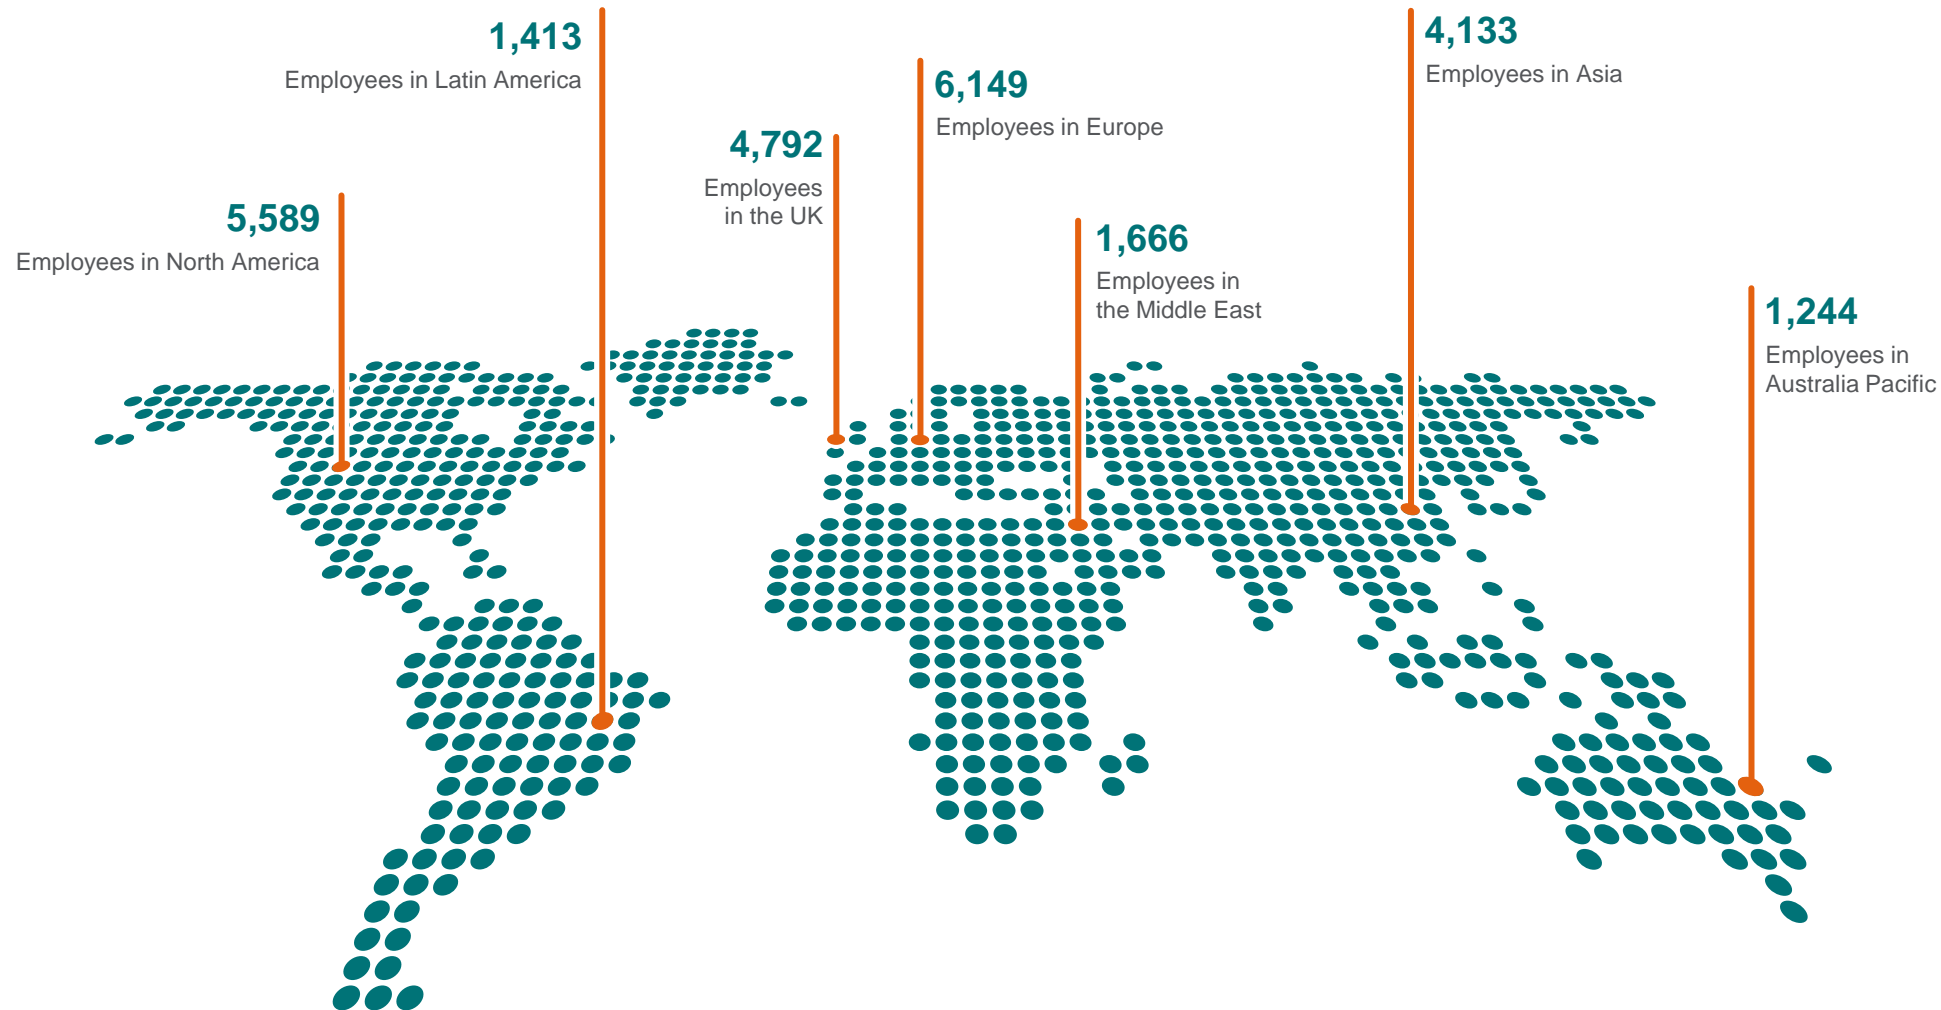 1,413
Employees in Latin America
4,133
Employees in Asia
6,149
Employees in Europe
4,792
Employees
in the UK
5,589
Employees in North America
1,666
Employees in
the Middle East
1,244
Employees in
Australia Pacific